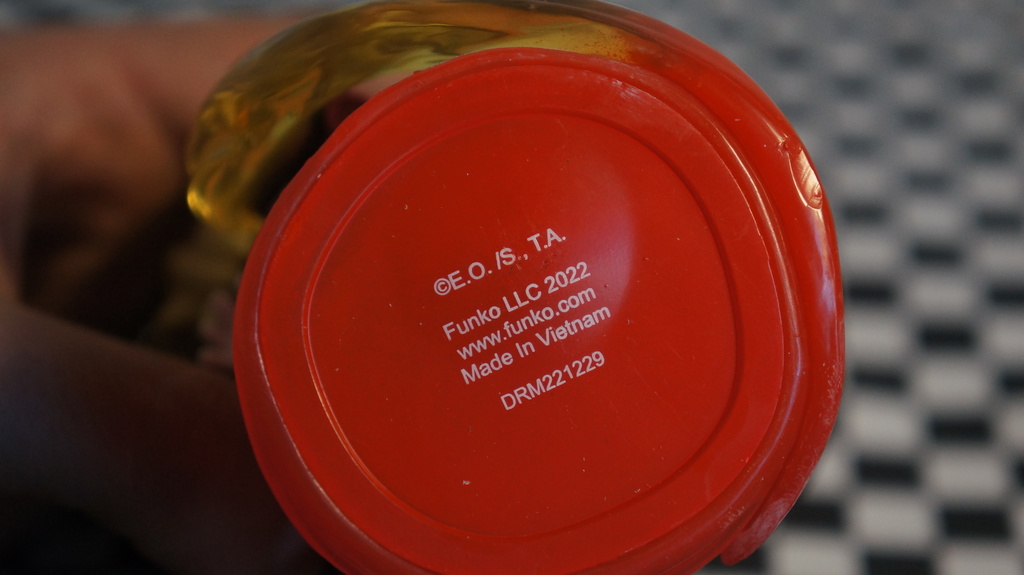 ©E.O. /S., T.A.
Funko LLC 2022
www.funko.com
Made In Vietnam
DRM221229